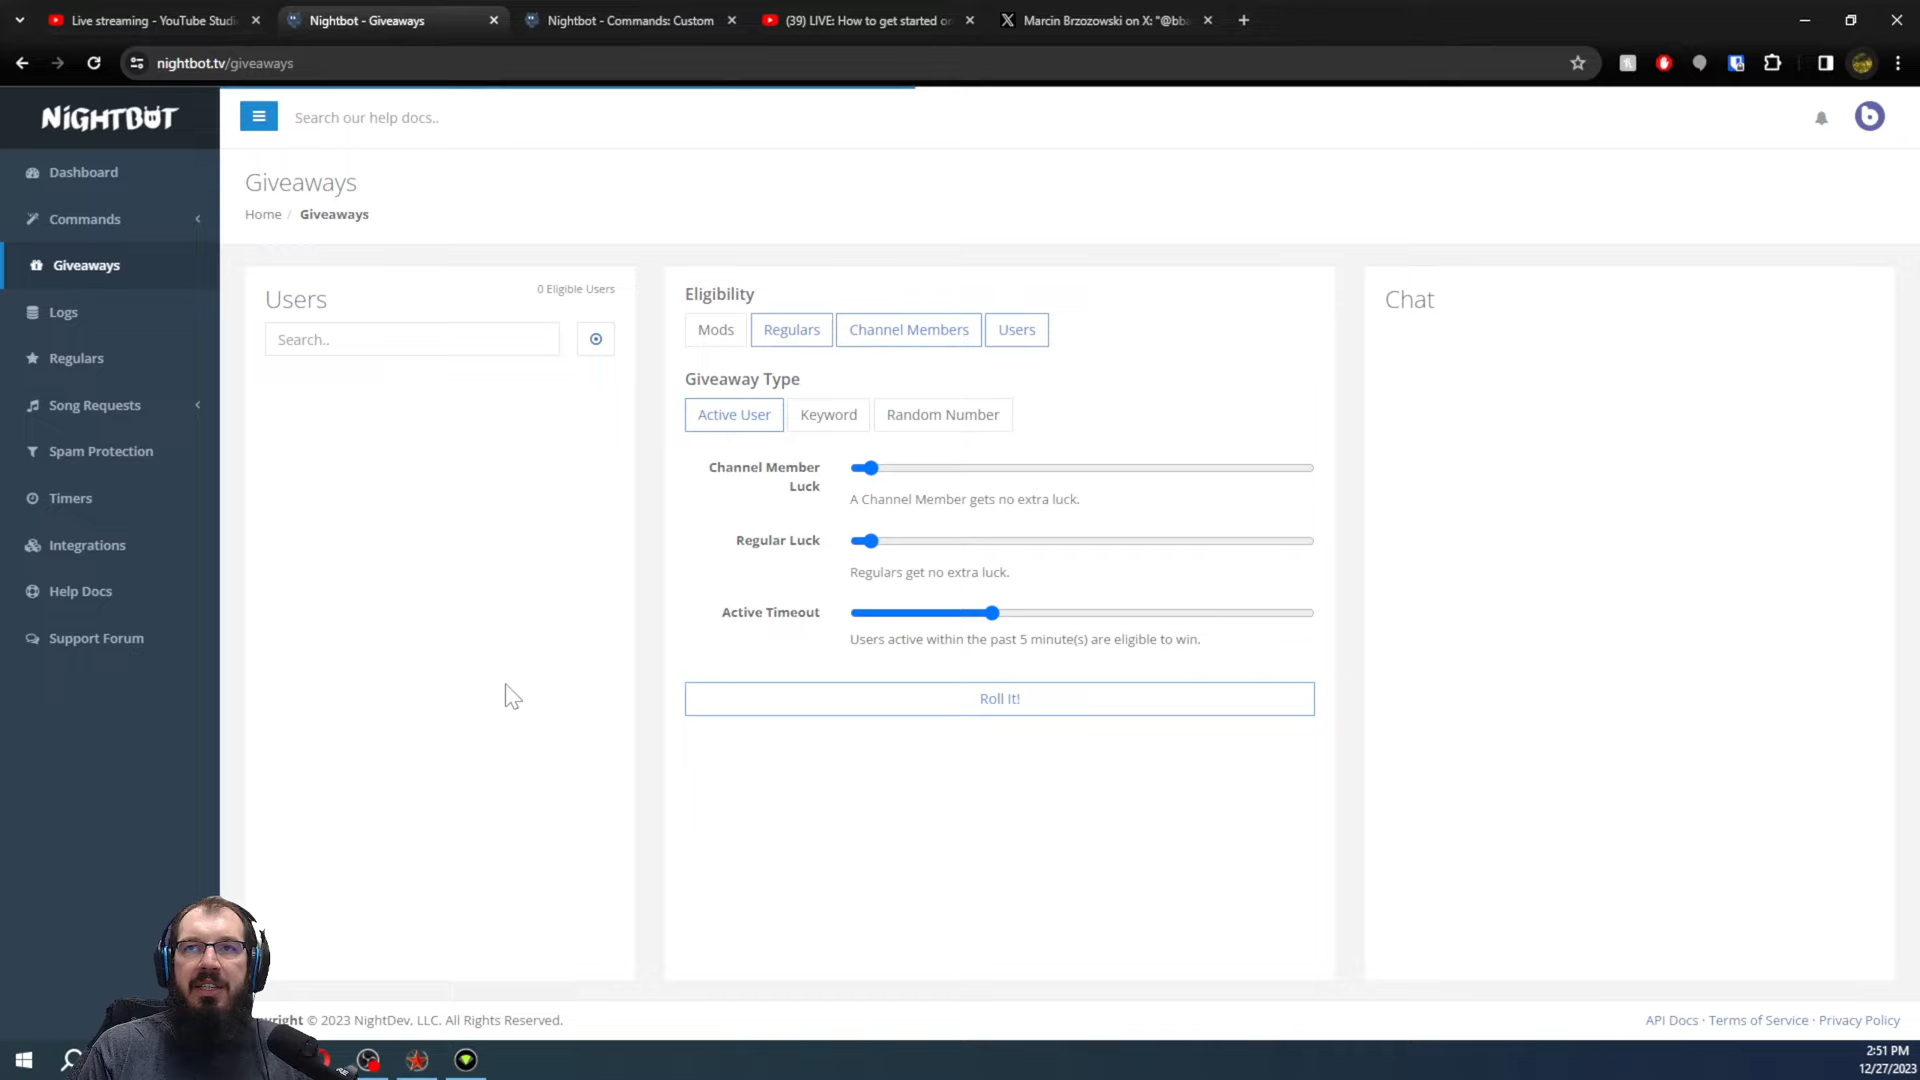 Live streaming - YouTube Studi
Nightbot - Giveaways
Nightbot - Commands: Custom
(39) LIVE: How to get started on
Marcin Brzozowski on X: "@bba
nightbot.tv/giveaways
NiGHTBOT
Search our help docs..
Dashboard
Commands
Giveaways
Logs
Regulars
Song Requests
Spam Protection
Timers
Integrations
Help Docs
Support Forum
Giveaways
Home / Giveaways
Users
0 Eligible Users
Search..
Eligibility
Mods Regulars Channel Members Users
Giveaway Type
Active User Keyword Random Number
Channel Member
Luck
A Channel Member gets no extra luck.
Regular Luck
Regulars get no extra luck.
Active Timeout
Users active within the past 5 minute(s) are eligible to win.
Roll It!
Chat
© 2023 NightDev, LLC. All Rights Reserved.
API Docs · Terms of Service · Privacy Policy
2:51 PM
12/27/2023